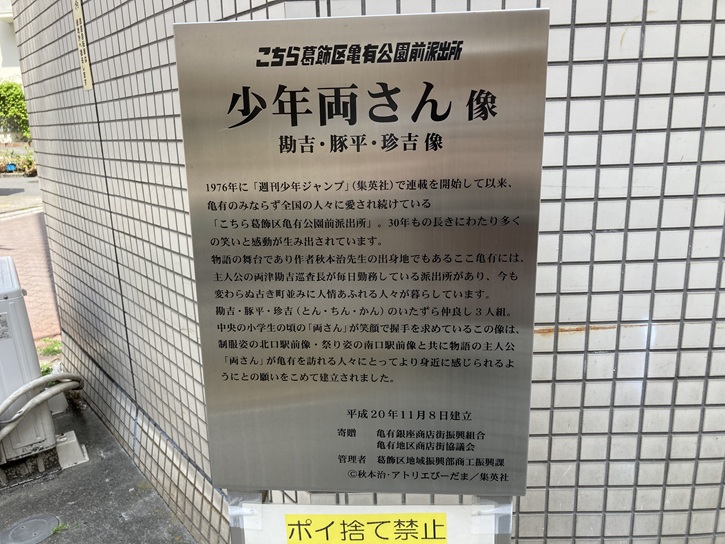 こちら葛飾区亀有公園前派出所
少年両さん像
勘吉・豚平・珍吉像
1976年に「週刊少年ジャンプ」（集英社）で連載を開始して以来、
亀有のみならず全国の人々に愛され続けている
「こちら葛飾区亀有公園前派出所」。30年もの長きにわたり多く
の笑いと感動が生み出されています。
物語の舞台であり作者秋本治先生の出身地でもあるここ亀有には、
主人公の両津勘吉巡査長が毎日勤務している派出所があり、今も
変わらぬ古き町並みに人情あふれる人々が暮らしています。
勘吉・豚平・珍吉（とん・ちん・かん）のいたずら仲良し３人組。
中央の小学生の頃の「両さん」が笑顔で握手を求めているこの像は、
制服姿の北口駅前像・祭り姿の南口駅前像と共に物語の主人公
「両さん」が亀有を訪れる人々にとってより身近に感じられるよ
うにとの願いをこめて建立されました。
平成20年11月8日建立
寄贈　亀有銀座商店街振興組合
亀有地区商店街協議会
管理者　葛飾区地域振興部商工振興課
©秋本治・アトリエびーだま／集英社
ポイ捨て禁止